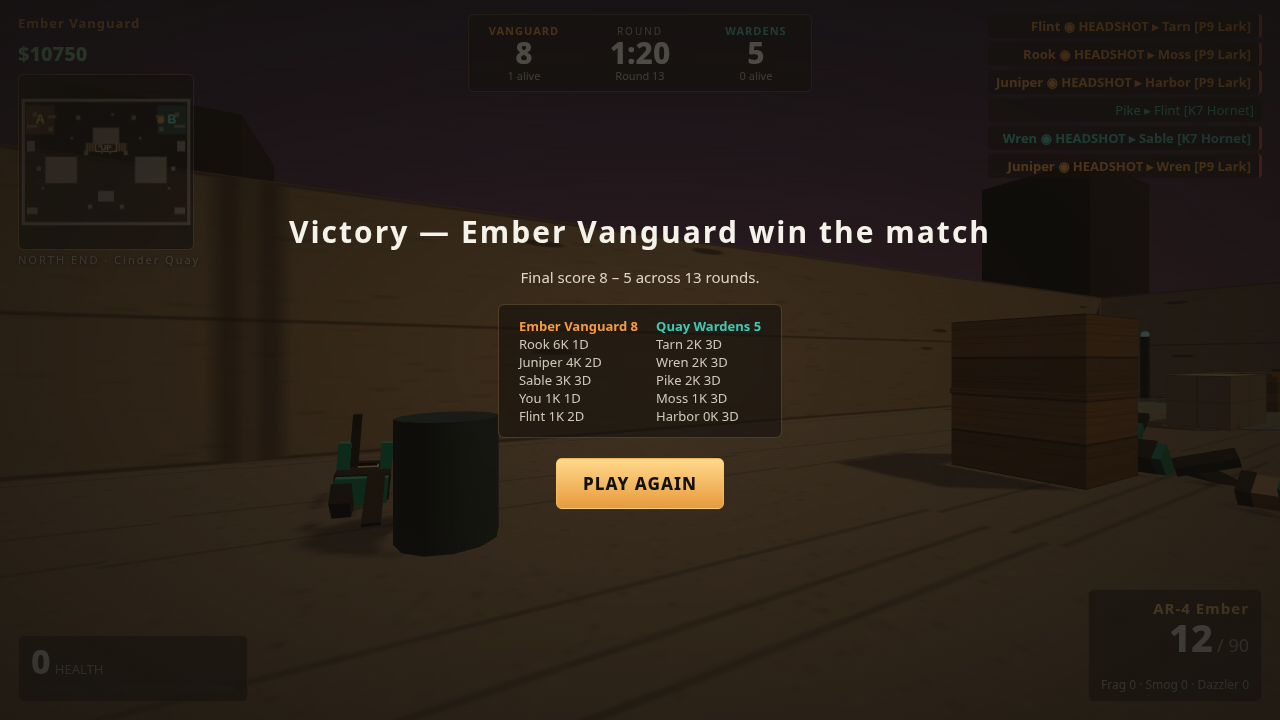 Ember Vanguard
$10750
A
B
UP
NORTH END · Cinder Quay
VANGUARD
8
1 alive
ROUND
1:20
Round 13
WARDENS
5
0 alive
Flint ◉ HEADSHOT ▸ Tarn [P9 Lark]
Rook ◉ HEADSHOT ▸ Moss [P9 Lark]
Juniper ◉ HEADSHOT ▸ Harbor [P9 Lark]
Pike ▸ Flint [K7 Hornet]
Wren ◉ HEADSHOT ▸ Sable [K7 Hornet]
Juniper ◉ HEADSHOT ▸ Wren [P9 Lark]
Victory — Ember Vanguard win the match
Final score 8 – 5 across 13 rounds.
Ember Vanguard 8
Rook 6K 1D
Juniper 4K 2D
Sable 3K 3D
You 1K 1D
Flint 1K 2D
Quay Wardens 5
Tarn 2K 3D
Wren 2K 3D
Pike 2K 3D
Moss 1K 3D
Harbor 0K 3D
PLAY AGAIN
0 HEALTH
AR-4 Ember
12 / 90
Frag 0 · Smog 0 · Dazzler 0